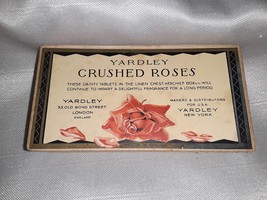 YARDLEY
CRUSHED ROSES
THESE DAINTY TABLETS IN THE LINEN CHEST, KERCHIEF BOX ETC. WILL
CONTINUE TO IMPART A DELIGHTFUL FRAGRANCE FOR A LONG PERIOD
YARDLEY
33 OLD BOND STREET
LONDON
ENGLAND
MAKERS & DISTRIBUTORS
FOR U.S.A.
YARDLEY
NEW YORK